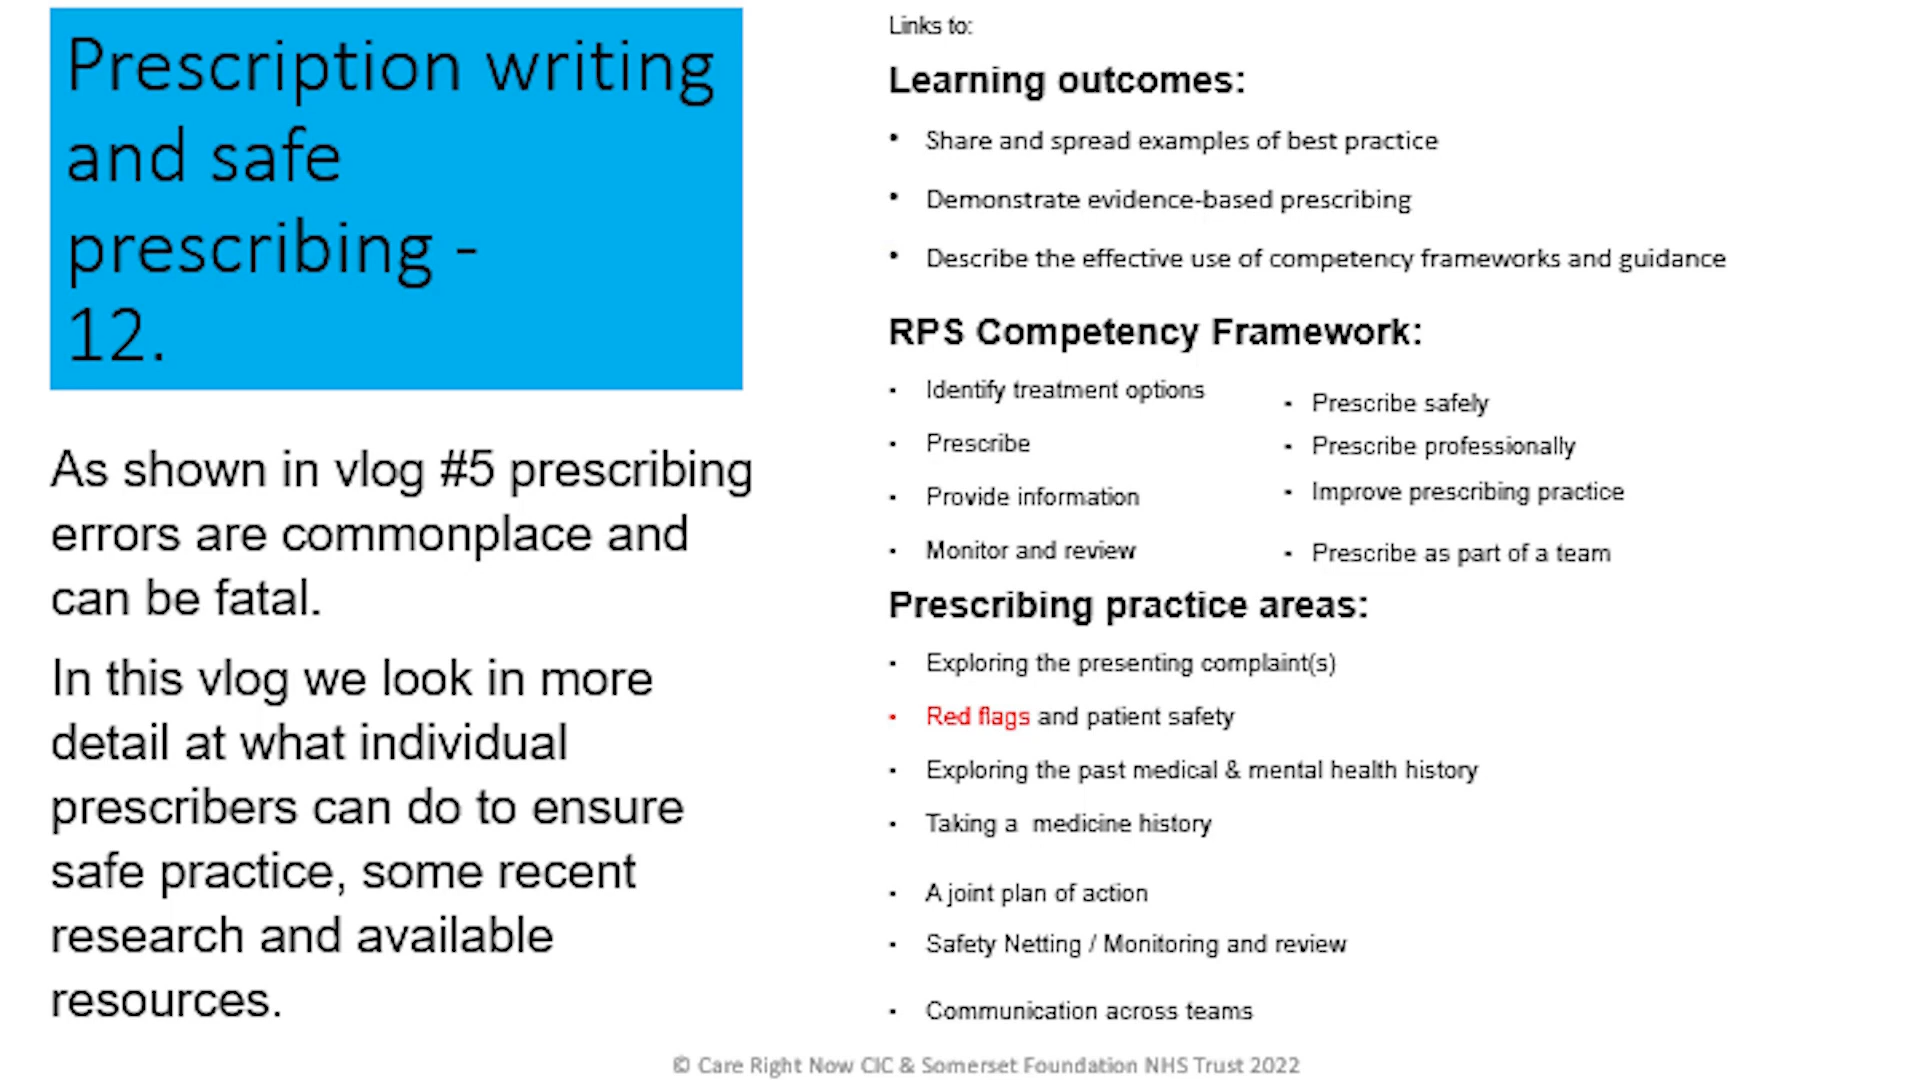 Prescription writing
and safe
prescribing -
12.
As shown in vlog #5 prescribing
errors are commonplace and
can be fatal.
In this vlog we look in more
detail at what individual
prescribers can do to ensure
safe practice, some recent
research and available
resources.
Links to:
Learning outcomes:
• Share and spread examples of best practice
• Demonstrate evidence-based prescribing
• Describe the effective use of competency frameworks and guidance
RPS Competency Framework:
• Identify treatment options
• Prescribe
• Provide information
• Monitor and review
• Prescribe safely
• Prescribe professionally
• Improve prescribing practice
• Prescribe as part of a team
Prescribing practice areas:
• Exploring the presenting complaint(s)
• Red flags and patient safety
• Exploring the past medical & mental health history
• Taking a  medicine history
• A joint plan of action
• Safety Netting / Monitoring and review
• Communication across teams
© Care Right Now CIC & Somerset Foundation NHS Trust 2022